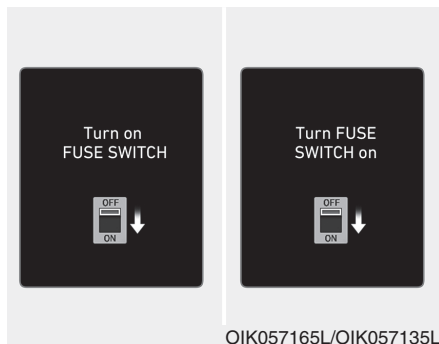 Turn on
FUSE SWITCH
OFF
ON
Turn FUSE
SWITCH on
OFF
ON
OIK057165L/OIK057135L